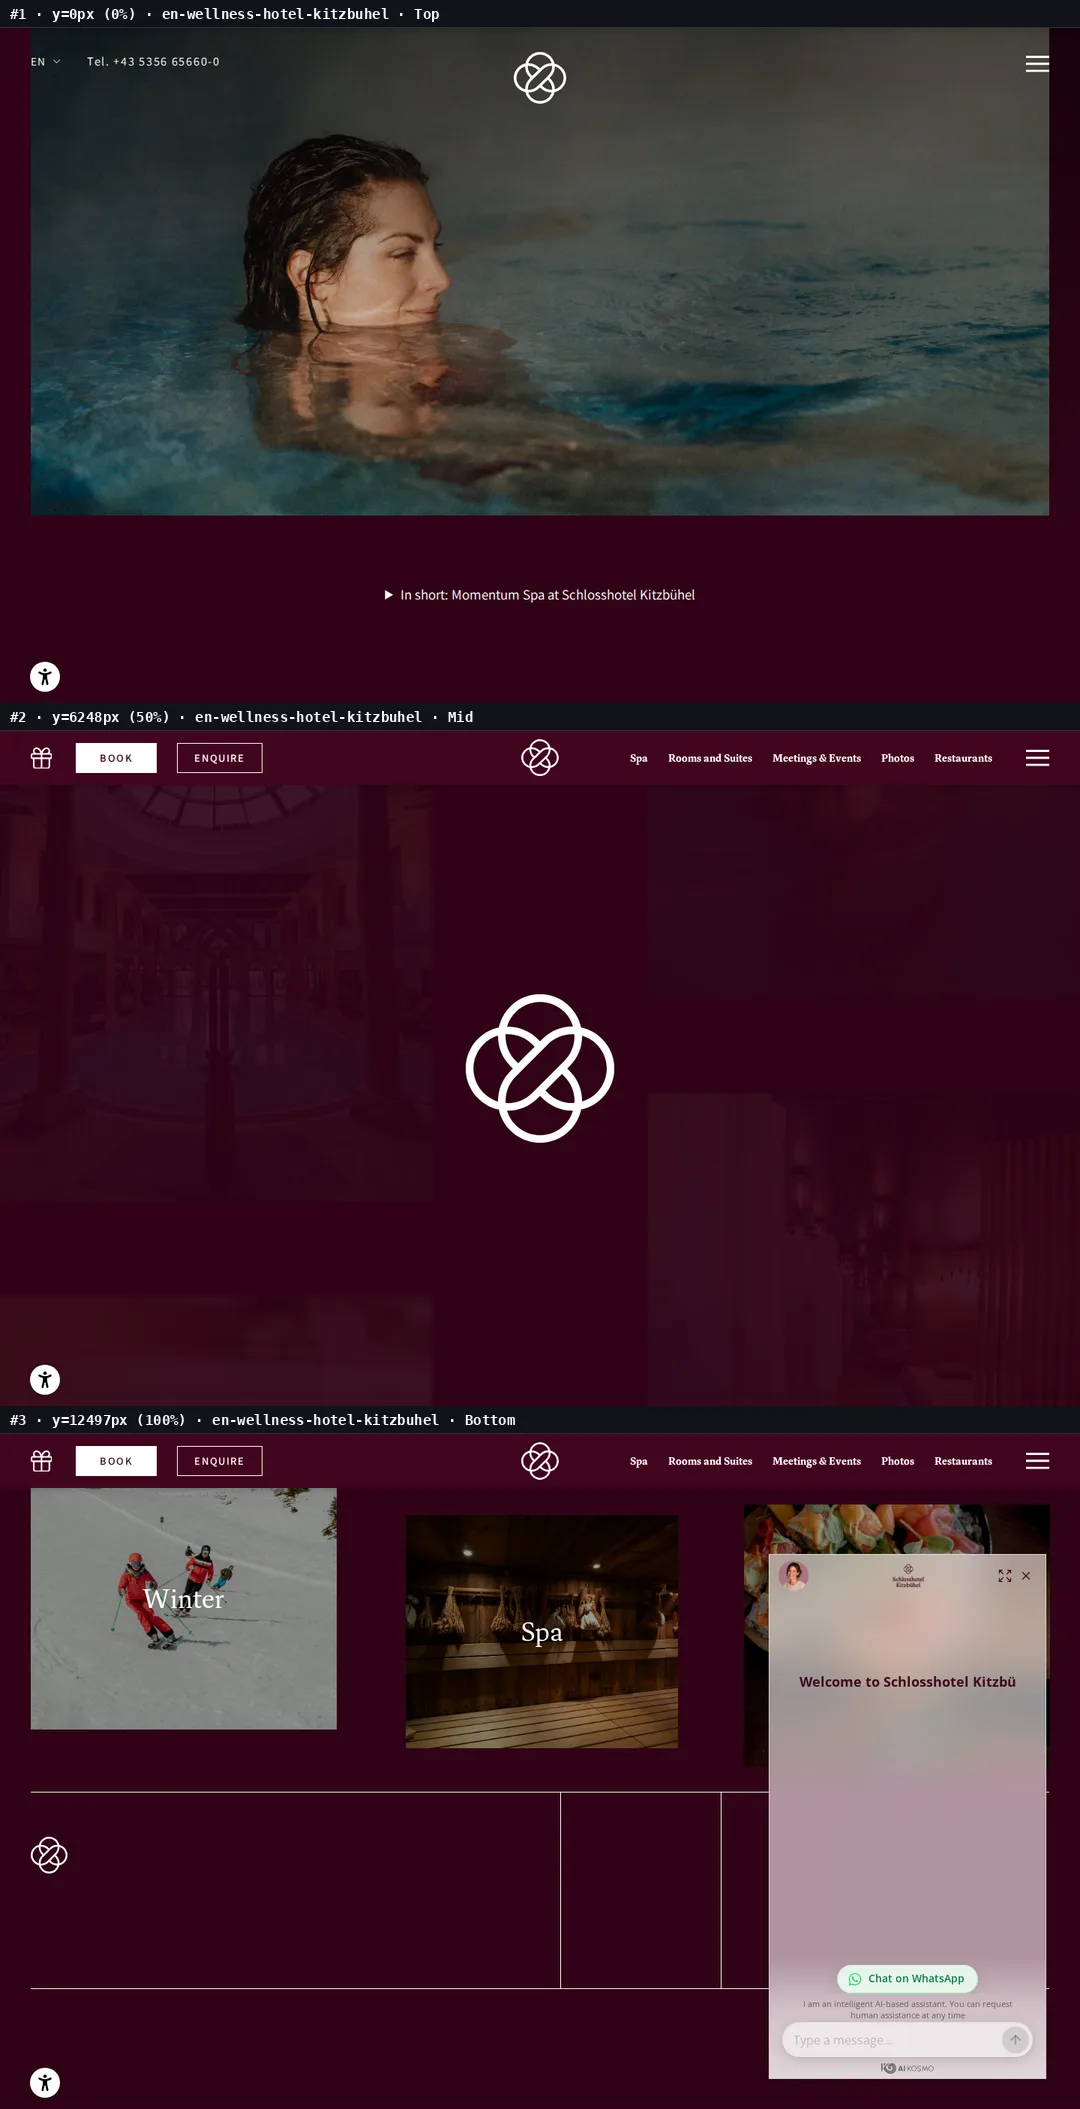 #1 · y=0px (0%) · en-wellness-hotel-kitzbuhel · Top
EN
Tel. +43 5356 65660-0
▶ In short: Momentum Spa at Schlosshotel Kitzbühel
#2 · y=6248px (50%) · en-wellness-hotel-kitzbuhel · Mid
BOOK
ENQUIRE
Spa
Rooms and Suites
Meetings & Events
Photos
Restaurants
#3 · y=12497px (100%) · en-wellness-hotel-kitzbuhel · Bottom
BOOK
ENQUIRE
Spa
Rooms and Suites
Meetings & Events
Photos
Restaurants
Winter
Spa
Schlosshotel
Kitzbühel
Welcome to Schlosshotel Kitzbü
Chat on WhatsApp
I am an intelligent AI-based assistant. You can request
human assistance at any time
Type a message...
AI KOSMO